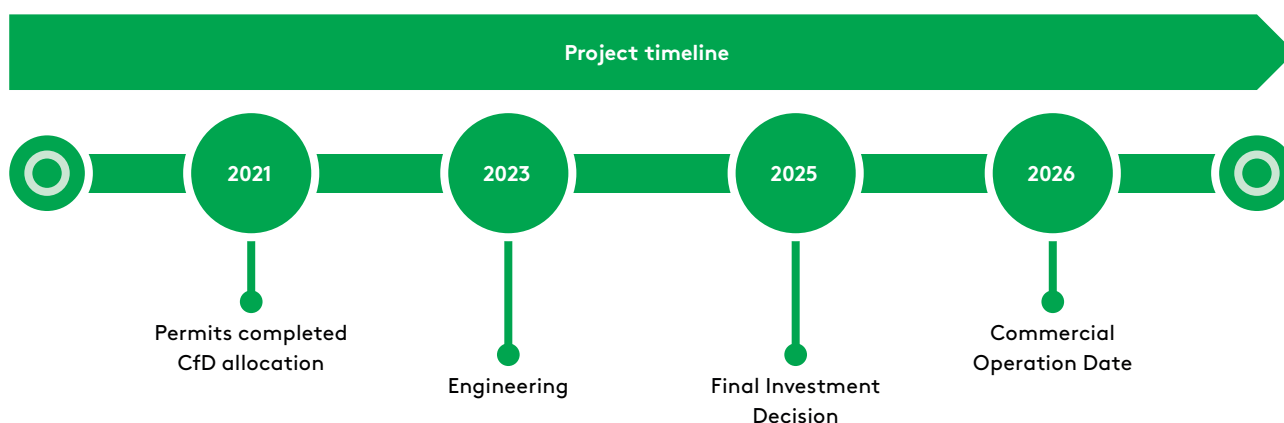 Project timeline
2021
2023
2025
2026
Permits completed
CfD allocation
Engineering
Final Investment
Decision
Commercial
Operation Date